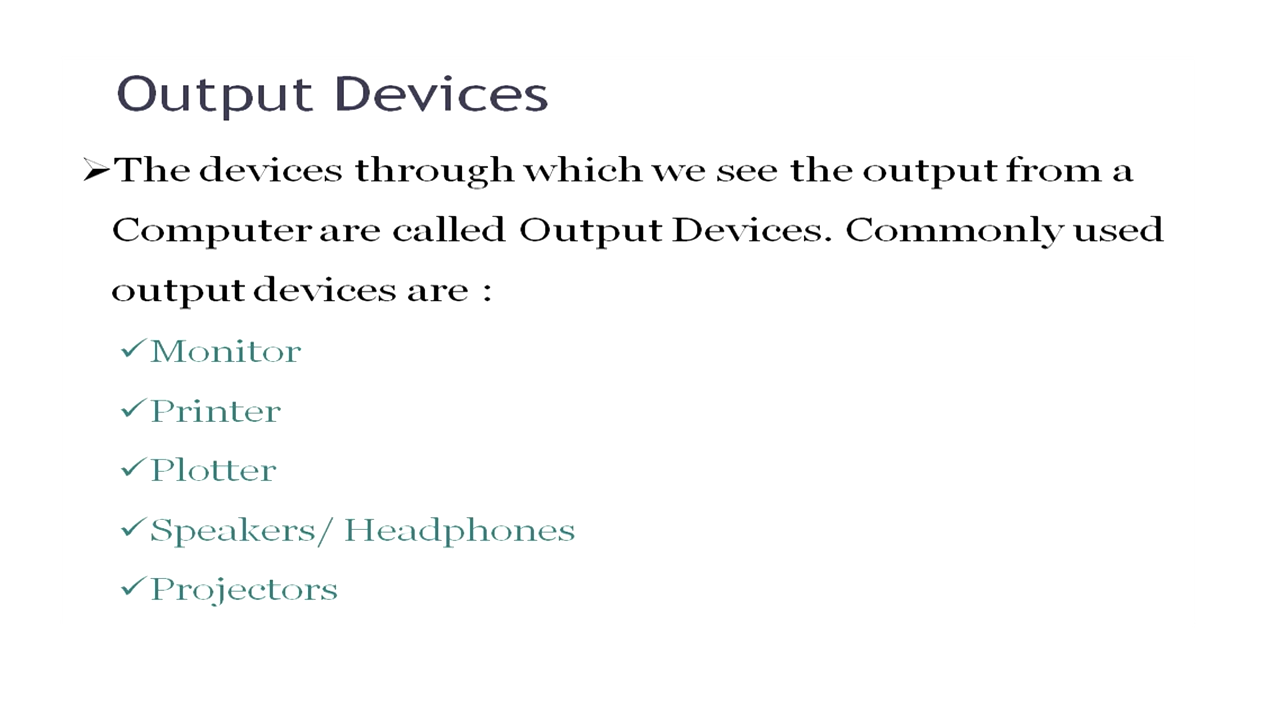 Output Devices
➢The devices through which we see the output from a
Computer are called Output Devices. Commonly used
output devices are :
✓Monitor
✓Printer
✓Plotter
✓Speakers/ Headphones
✓Projectors